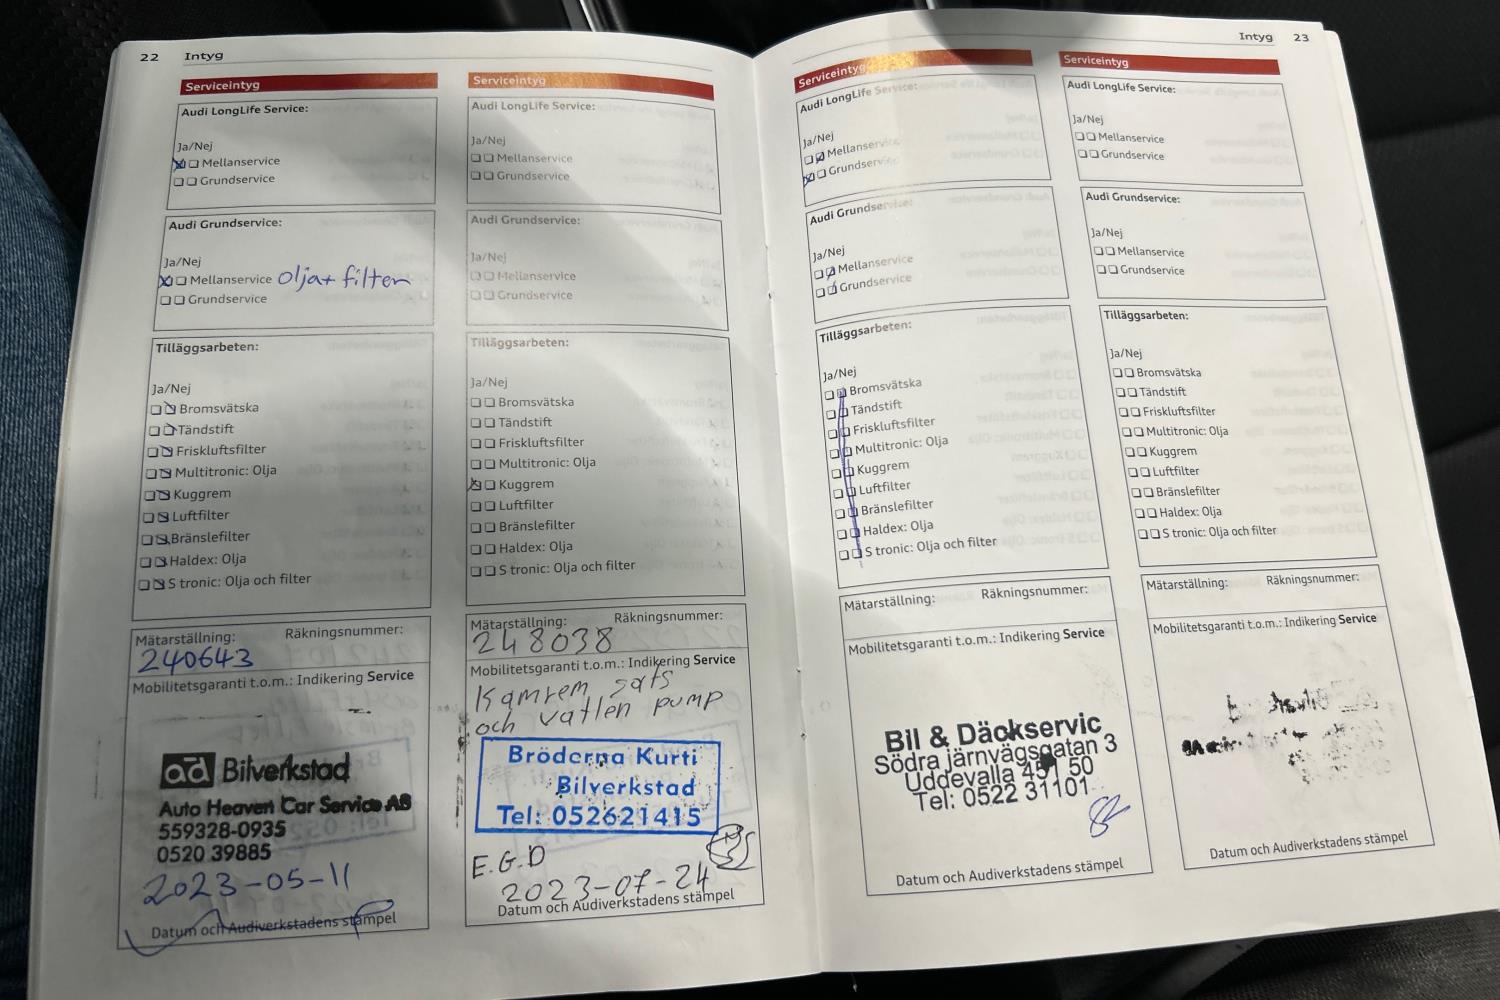 22 Intyg
Serviceintyg
Audi LongLife Service:
Ja/Nej
Mellanservice
Grundservice
Audi Grundservice:
Ja/Nej
Mellanservice olja+ filter
Grundservice
Tilläggsarbeten:
Ja/Nej
Bromsvätska
Tändstift
Friskluftsfilter
Multitronic: Olja
Kuggrem
Luftfilter
Bränslefilter
Haldex: Olja
S tronic: Olja och filter
Mätarställning: Räkningsnummer:
240643
Mobilitetsgaranti t.o.m.: Indikering Service
ad Bilverkstad
Auto Heaven Car Service AB
559328-0935
0520 39885
2023-05-11
Datum och Audiverkstadens stämpel
Serviceintyg
Audi LongLife Service:
Ja/Nej
Mellanservice
Grundservice
Audi Grundservice:
Ja/Nej
Mellanservice
Grundservice
Tilläggsarbeten:
Ja/Nej
Bromsvätska
Tändstift
Friskluftsfilter
Multitronic: Olja
Kuggrem
Luftfilter
Bränslefilter
Haldex: Olja
S tronic: Olja och filter
Mätarställning: Räkningsnummer:
248038
Mobilitetsgaranti t.o.m.: Indikering Service
Kamrem sats
och vatten pump
Bröderna Kurti
Bilverkstad
Tel: 052621415
E.G.D
2023-07-24
Datum och Audiverkstadens stämpel
Intyg 23
Serviceintyg
Audi LongLife Service:
Ja/Nej
Mellanservice
Grundservice
Audi Grundservice:
Ja/Nej
Mellanservice
Grundservice
Tilläggsarbeten:
Ja/Nej
Bromsvätska
Tändstift
Friskluftsfilter
Multitronic: Olja
Kuggrem
Luftfilter
Bränslefilter
Haldex: Olja
S tronic: Olja och filter
Mätarställning: Räkningsnummer:
Mobilitetsgaranti t.o.m.: Indikering Service
Bil & Däckservic
Södra järnvägsgatan 3
Uddevalla 451 50
Tel: 0522 31101
Datum och Audiverkstadens stämpel
Serviceintyg
Audi LongLife Service:
Ja/Nej
Mellanservice
Grundservice
Audi Grundservice:
Ja/Nej
Mellanservice
Grundservice
Tilläggsarbeten:
Ja/Nej
Bromsvätska
Tändstift
Friskluftsfilter
Multitronic: Olja
Kuggrem
Luftfilter
Bränslefilter
Haldex: Olja
S tronic: Olja och filter
Mätarställning: Räkningsnummer:
Mobilitetsgaranti t.o.m.: Indikering Service
Datum och Audiverkstadens stämpel